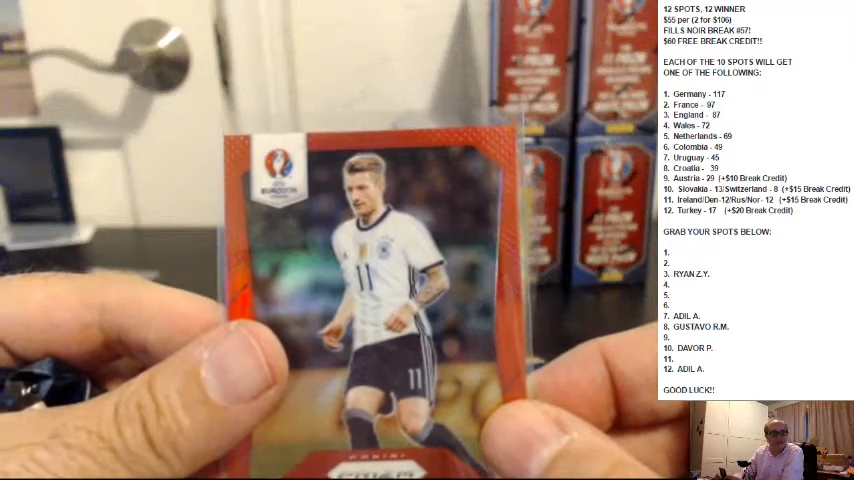 12 SPOTS, 12 WINNER
$55 per (2 for $106)
FILLS NOIR BREAK #57!
$60 FREE BREAK CREDIT!!
EACH OF THE 10 SPOTS WILL GET
ONE OF THE FOLLOWING:
1. Germany - 117
2. France - 97
3. England - 87
4. Wales - 72
5. Netherlands - 69
6. Colombia - 49
7. Uruguay - 45
8. Croatia - 39
9. Austria - 29 (+$10 Break Credit)
10. Slovakia - 13/Switzerland - 8 (+$15 Break Credit)
11. Ireland/Den-12/Rus/Nor- 12 (+$15 Break Credit)
12. Turkey - 17 (+$20 Break Credit)
GRAB YOUR SPOTS BELOW:
1.
2.
3. RYAN Z.Y.
4.
5.
6.
7. ADIL A.
8. GUSTAVO R.M.
9.
10. DAVOR P.
11.
12. ADIL A.
GOOD LUCK!!
11
11
PANINI
PRIZM